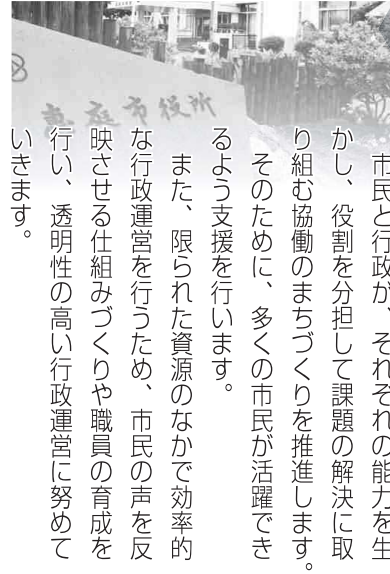 市民と行政が、それぞれの能力を生
かし、役割を分担して課題の解決に取
り組む協働のまちづくりを推進します。
そのために、多くの市民が活躍でき
るよう支援を行います。
また、限られた資源のなかで効率的
な行政運営を行うため、市民の声を反
映させる仕組みづくりや職員の育成を
行い、透明性の高い行政運営に努めて
いきます。
恵庭市役所